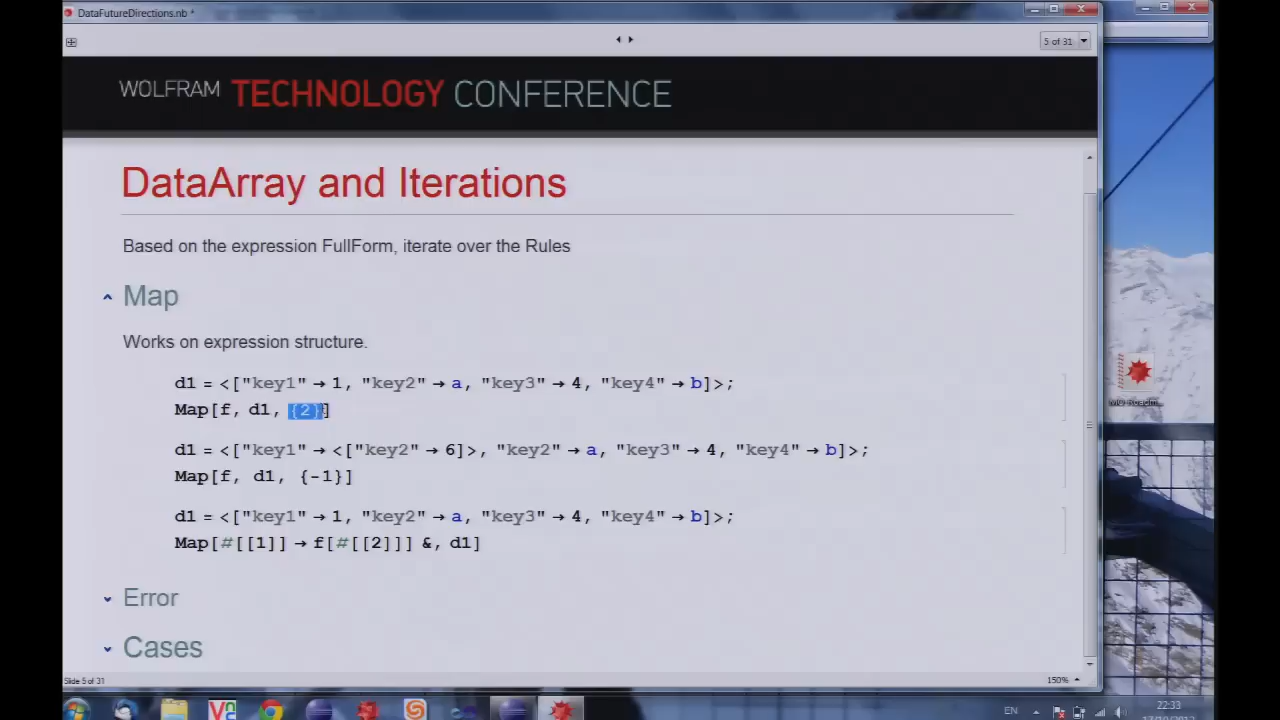 DataFutureDirections.nb *
5 of 31
WOLFRAM TECHNOLOGY CONFERENCE
DataArray and Iterations
Based on the expression FullForm, iterate over the Rules
Map
Works on expression structure.
d1 = <["key1" → 1, "key2" → a, "key3" → 4, "key4" → b]>;
Map[f, d1, {2}]
d1 = <["key1" → <["key2" → 6]>, "key2" → a, "key3" → 4, "key4" → b]>;
Map[f, d1, {-1}]
d1 = <["key1" → 1, "key2" → a, "key3" → 4, "key4" → b]>;
Map[#[[1]] → f[#[[2]]] &, d1]
Error
Cases
Slide 5 of 31
150%
EN
22:33